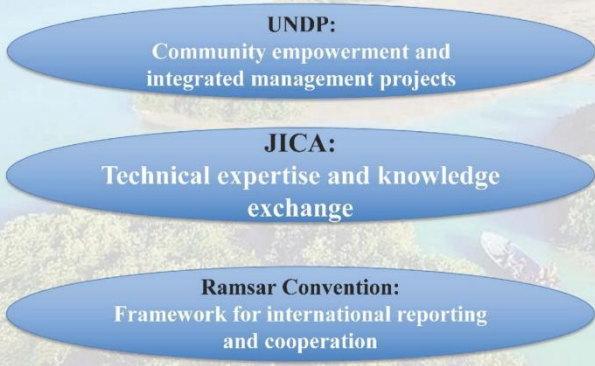 UNDP:
Community empowerment and
integrated management projects
JICA:
Technical expertise and knowledge
exchange
Ramsar Convention:
Framework for international reporting
and cooperation